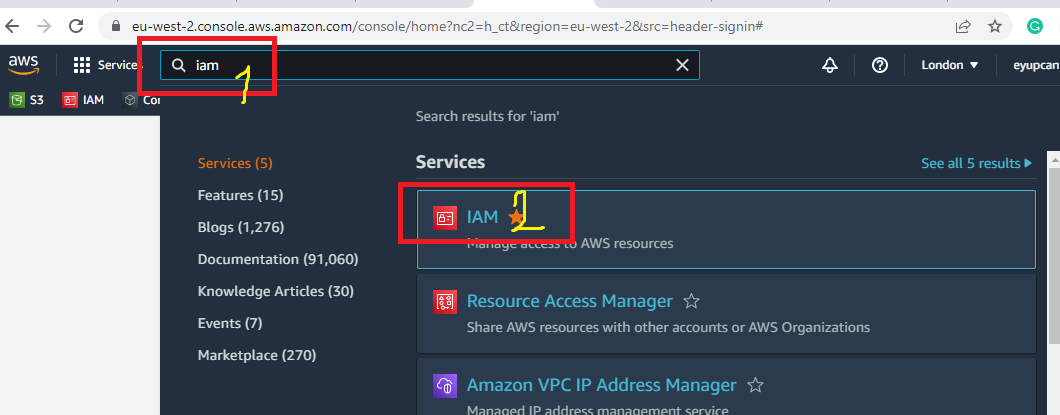 eu-west-2.console.aws.amazon.com/console/home?nc2=h_ct&region=eu-west-2&src=header-signin#
aws
Services
iam
1
London
eyupcan
S3
IAM
Co
Search results for 'iam'
Services (5)
Features (15)
Blogs (1,276)
Documentation (91,060)
Knowledge Articles (30)
Events (7)
Marketplace (270)
Services
See all 5 results
IAM
2
Manage access to AWS resources
Resource Access Manager
Share AWS resources with other accounts or AWS Organizations
Amazon VPC IP Address Manager
Managed IP address management service